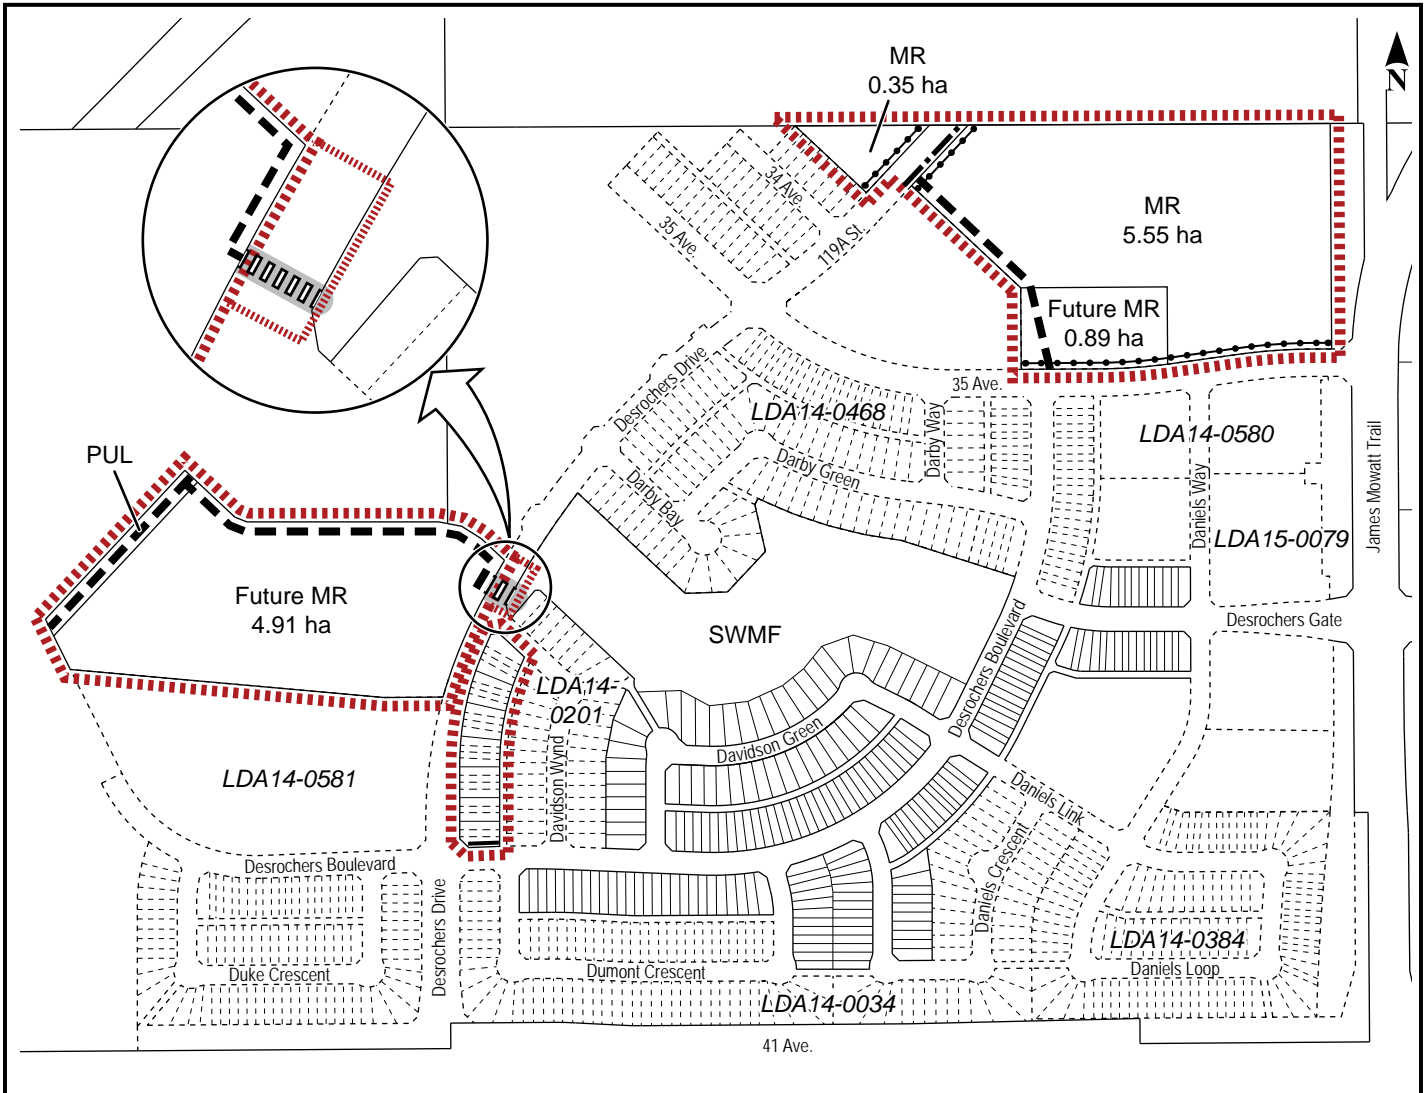 MR
0.35 ha
N
34 Ave.
35 Ave.
119A St.
MR
5.55 ha
Future MR
0.89 ha
35 Ave.
Desrochers Drive
LDA14-0468
Darby Way
LDA14-0580
Darby Green
Darby Bay
Daniels Way
James Mowatt Trail
LDA15-0079
PUL
Future MR
4.91 ha
SWMF
Desrochers Gate
Desrochers Boulevard
LDA14-
0201
Davidson Green
Davidson Wynd
LDA14-0581
Daniels Link
Daniels Crescent
Desrochers Boulevard
Desrochers Drive
LDA14-0384
Duke Crescent
Dumont Crescent
Daniels Loop
LDA14-0034
41 Ave.